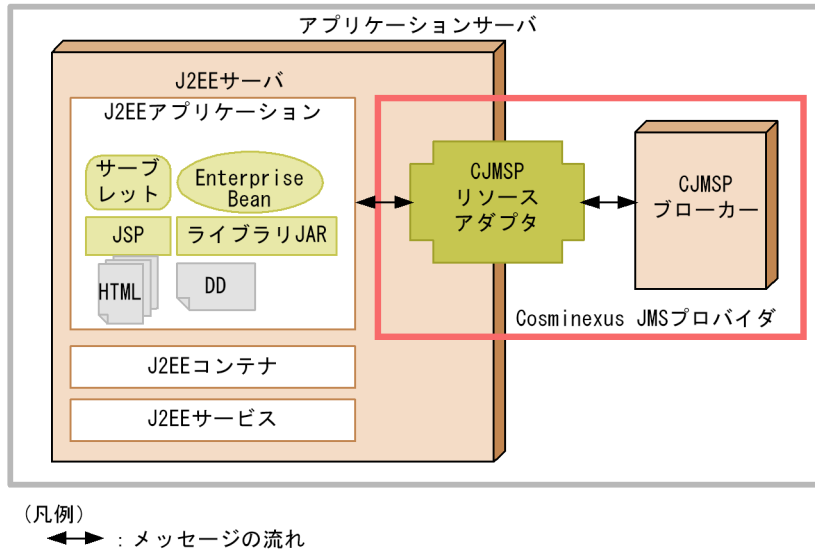 アプリケーションサーバ
J2EEサーバ
J2EEアプリケーション
サーブ
レット
Enterprise
Bean
JSP
ライブラリJAR
HTML
DD
CJMSP
リソース
アダプタ
CJMSP
ブローカー
Cosminexus JMSプロバイダ
J2EEコンテナ
J2EEサービス
(凡例)
：メッセージの流れ